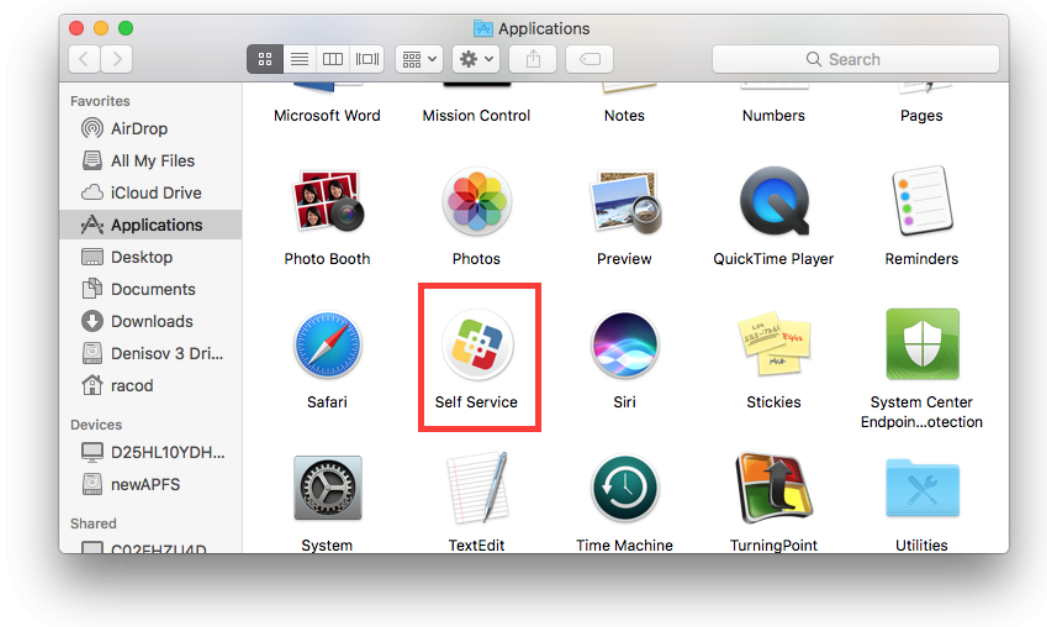 Applications
Search
Favorites
AirDrop
All My Files
iCloud Drive
Applications
Desktop
Documents
Downloads
Denisov 3 Dri...
racod
Devices
D25HL10YDH...
newAPFS
Shared
C02FHZU4D
Microsoft Word
Mission Control
Notes
Numbers
Pages
Photo Booth
Photos
Preview
QuickTime Player
Reminders
Safari
Self Service
Siri
Stickies
System Center
Endpoin...otection
System
TextEdit
Time Machine
TurningPoint
Utilities